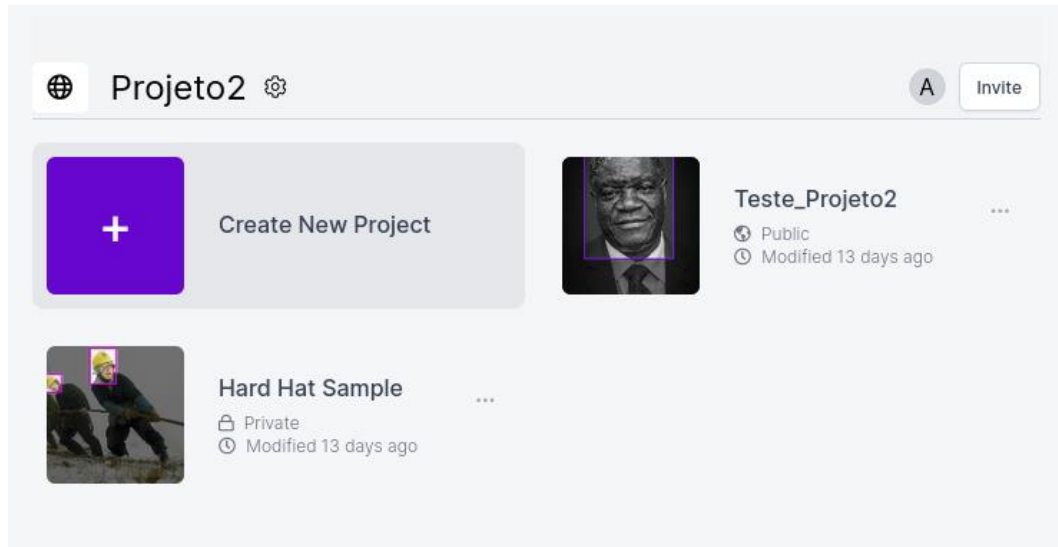 Projeto2
A
Invite
+
Create New Project
Teste_Projeto2
...
Public
Modified 13 days ago
Hard Hat Sample
...
Private
Modified 13 days ago